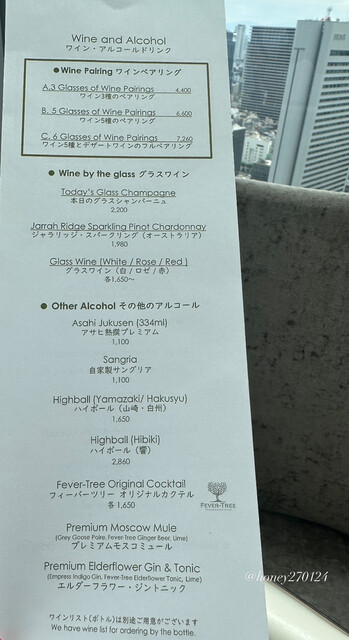 Wine and Alcohol
ワイン・アルコールドリンク
● Wine Pairing ワインペアリング
A.3 Glasses of Wine Pairings 4,400
ワイン3種のペアリング
B. 5 Glasses of Wine Pairings 6,600
ワイン5種のペアリング
C. 6 Glasses of Wine Pairings 7,260
ワイン5種とデザートワインのフルペアリング
● Wine by the glass グラスワイン
Today's Glass Champagne
本日のグラスシャンパーニュ
2,200
Jarrah Ridge Sparkling Pinot Chardonnay
ジャラリッジ・スパークリング（オーストラリア）
1,980
Glass Wine (White / Rose / Red )
グラスワイン（白 / ロゼ / 赤）
各1,650～
● Other Alcohol その他のアルコール
Asahi Jukusen (334ml)
アサヒ熟撰プレミアム
1,100
Sangria
自家製サングリア
1,100
Highball (Yamazaki/ Hakusyu)
ハイボール（山崎・白州）
1,650
Highball (Hibiki)
ハイボール（響）
2,860
Fever-Tree Original Cocktail
フィーバーツリー オリジナルカクテル
各 1,650
FEVER-TREE
Premium Moscow Mule
(Grey Goose Poire, Fever-Tree Ginger Beer, Lime)
プレミアムモスコミュール
Premium Elderflower Gin & Tonic
(Empress Indigo Gin, Fever-Tree Elderflower Tonic, Lime)
エルダーフラワー・ジントニック
ワインリスト(ボトル)は別途ご用意がございます
We have wine list for ordering by the bottle.
@honey270124